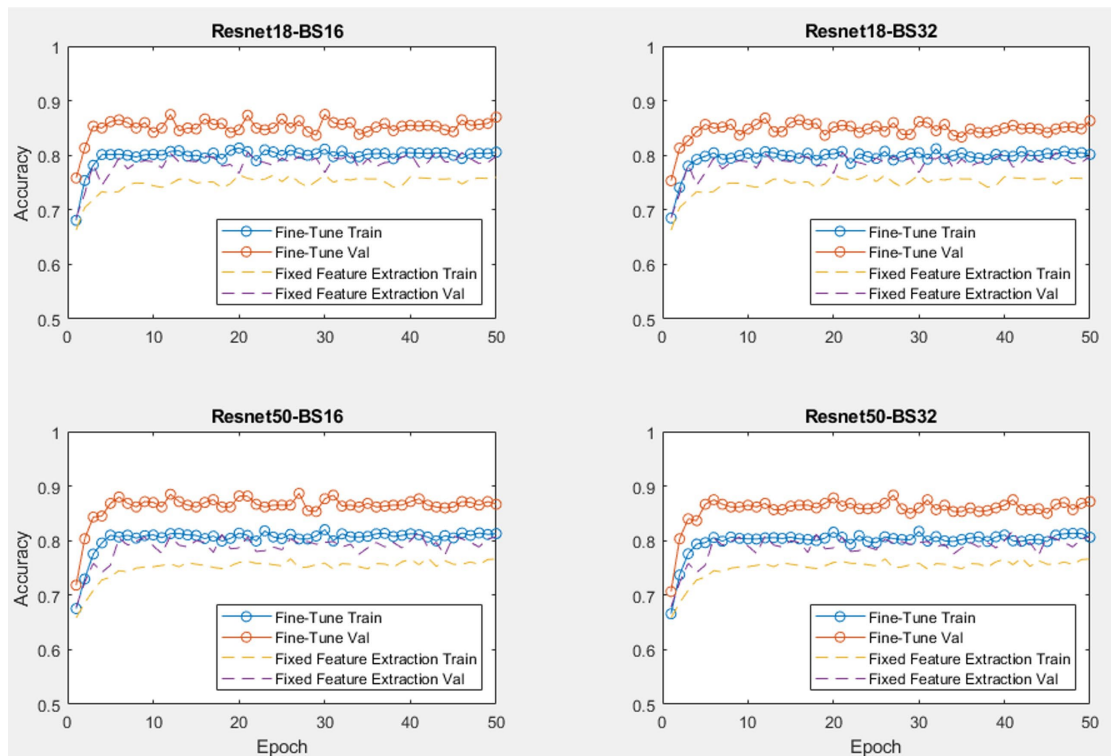 Resnet18-BS16
1
0.9
0.8
0.7
0.6
0.5
Accuracy
0
10
20
30
40
50
Fine-Tune Train
Fine-Tune Val
Fixed Feature Extraction Train
Fixed Feature Extraction Val
Resnet18-BS32
1
0.9
0.8
0.7
0.6
0.5
0
10
20
30
40
50
Fine-Tune Train
Fine-Tune Val
Fixed Feature Extraction Train
Fixed Feature Extraction Val
Resnet50-BS16
1
0.9
0.8
0.7
0.6
0.5
Accuracy
0
10
20
30
40
50
Epoch
Fine-Tune Train
Fine-Tune Val
Fixed Feature Extraction Train
Fixed Feature Extraction Val
Resnet50-BS32
1
0.9
0.8
0.7
0.6
0.5
0
10
20
30
40
50
Epoch
Fine-Tune Train
Fine-Tune Val
Fixed Feature Extraction Train
Fixed Feature Extraction Val